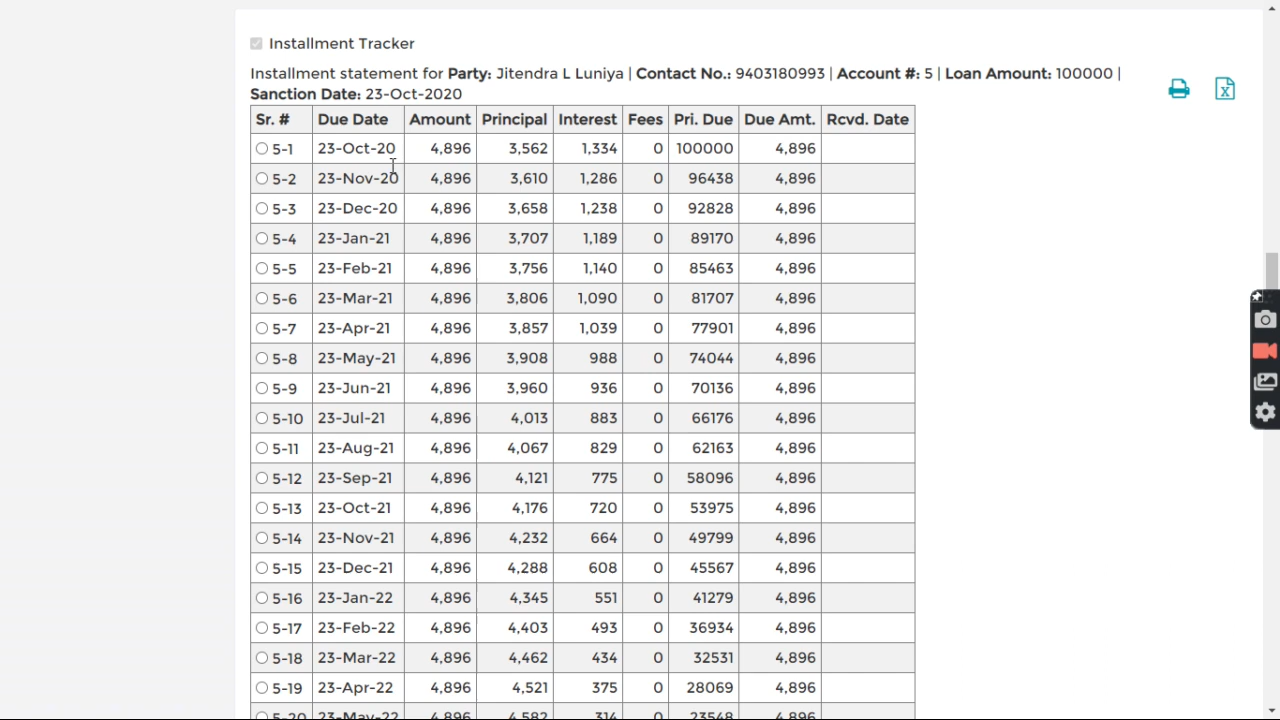 Installment Tracker
Installment statement for Party: Jitendra L Luniya | Contact No.: 9403180993 | Account #: 5 | Loan Amount: 100000 |
Sanction Date: 23-Oct-2020
Sr. # Due Date Amount Principal Interest Fees Pri. Due Due Amt. Rcvd. Date
5-1 23-Oct-20 4,896 3,562 1,334 0 100000 4,896
5-2 23-Nov-20 4,896 3,610 1,286 0 96438 4,896
5-3 23-Dec-20 4,896 3,658 1,238 0 92828 4,896
5-4 23-Jan-21 4,896 3,707 1,189 0 89170 4,896
5-5 23-Feb-21 4,896 3,756 1,140 0 85463 4,896
5-6 23-Mar-21 4,896 3,806 1,090 0 81707 4,896
5-7 23-Apr-21 4,896 3,857 1,039 0 77901 4,896
5-8 23-May-21 4,896 3,908 988 0 74044 4,896
5-9 23-Jun-21 4,896 3,960 936 0 70136 4,896
5-10 23-Jul-21 4,896 4,013 883 0 66176 4,896
5-11 23-Aug-21 4,896 4,067 829 0 62163 4,896
5-12 23-Sep-21 4,896 4,121 775 0 58096 4,896
5-13 23-Oct-21 4,896 4,176 720 0 53975 4,896
5-14 23-Nov-21 4,896 4,232 664 0 49799 4,896
5-15 23-Dec-21 4,896 4,288 608 0 45567 4,896
5-16 23-Jan-22 4,896 4,345 551 0 41279 4,896
5-17 23-Feb-22 4,896 4,403 493 0 36934 4,896
5-18 23-Mar-22 4,896 4,462 434 0 32531 4,896
5-19 23-Apr-22 4,896 4,521 375 0 28069 4,896
5-20 23-May-22 4,896 4,582 314 0 23548 4,896